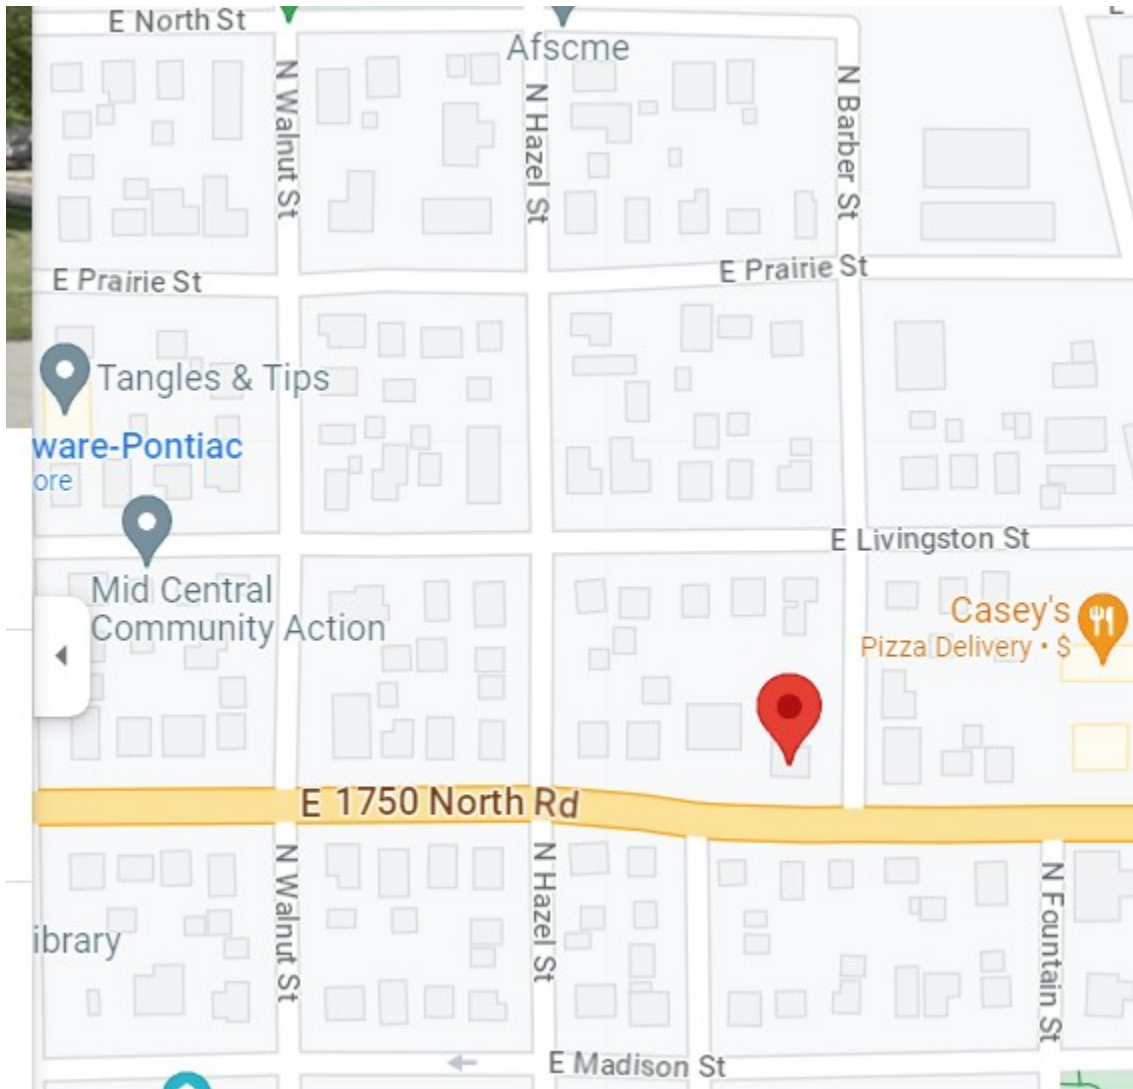 E North St
Afscme
N Walnut St
N Hazel St
N Barber St
E Prairie St
E Prairie St
Tangles & Tips
ware-Pontiac
ore
E Livingston St
Mid Central
Community Action
Casey's
Pizza Delivery • $
E 1750 North Rd
N Walnut St
N Hazel St
N Fountain St
ibrary
E Madison St